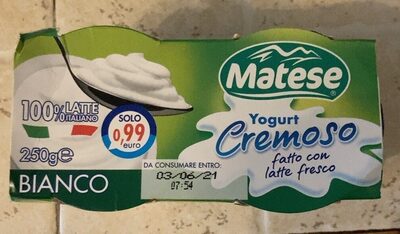 Matese
Yogurt
Cremoso
fatto con
latte fresco
100% LATTE
ITALIANO
SOLO
0,99
euro
250g e
BIANCO
DA CONSUMARE ENTRO:
03/06/21
07:54